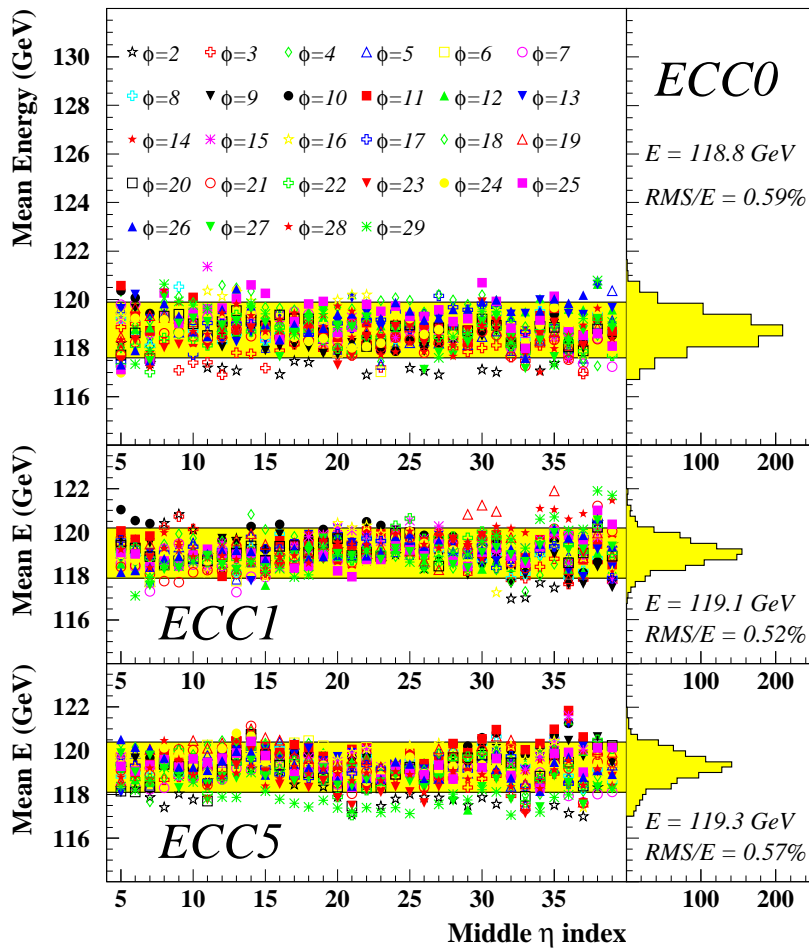 Mean Energy (GeV)
130
128
126
124
122
120
118
116
ϕ=2 ϕ=3 ϕ=4 ϕ=5 ϕ=6 ϕ=7
ϕ=8 ϕ=9 ϕ=10 ϕ=11 ϕ=12 ϕ=13
ϕ=14 ϕ=15 ϕ=16 ϕ=17 ϕ=18 ϕ=19
ϕ=20 ϕ=21 ϕ=22 ϕ=23 ϕ=24 ϕ=25
ϕ=26 ϕ=27 ϕ=28 ϕ=29
ECC0
E = 118.8 GeV
RMS/E = 0.59%
5 10 15 20 25 30 35 100 200
Mean E (GeV)
122
120
118
116
ECC1
E = 119.1 GeV
RMS/E = 0.52%
5 10 15 20 25 30 35 100 200
Mean E (GeV)
122
120
118
116
ECC5
E = 119.3 GeV
RMS/E = 0.57%
5 10 15 20 25 30 35 100 200
Middle η index